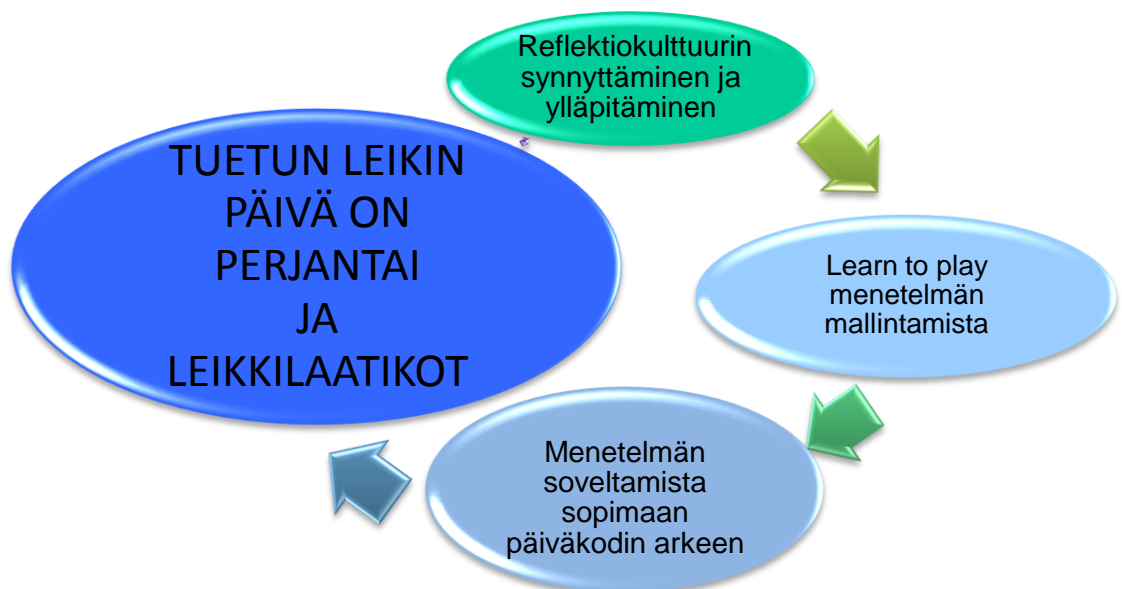 Reflektiokulttuurin
synnyttäminen ja
ylläpitäminen
Learn to play
menetelmän
mallintamista
Menetelmän
soveltamista
sopimaan
päiväkodin arkeen
TUETUN LEIKIN
PÄIVÄ ON
PERJANTAI
JA
LEIKKILAATIKOT